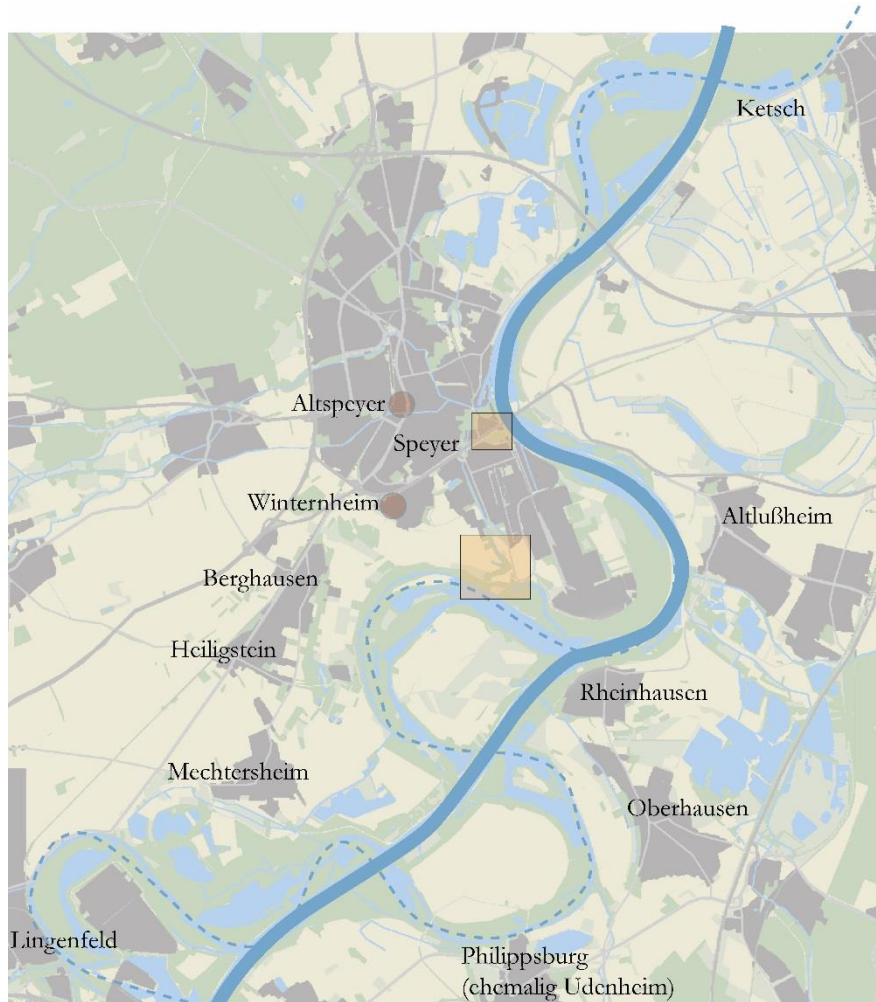 Ketsch
Altspeyer
Speyer
Winternheim
Altlußheim
Berghausen
Heiligstein
Rheinhausen
Mechtersheim
Oberhausen
Lingenfeld
Philippsburg
(ehemalig Udenheim)